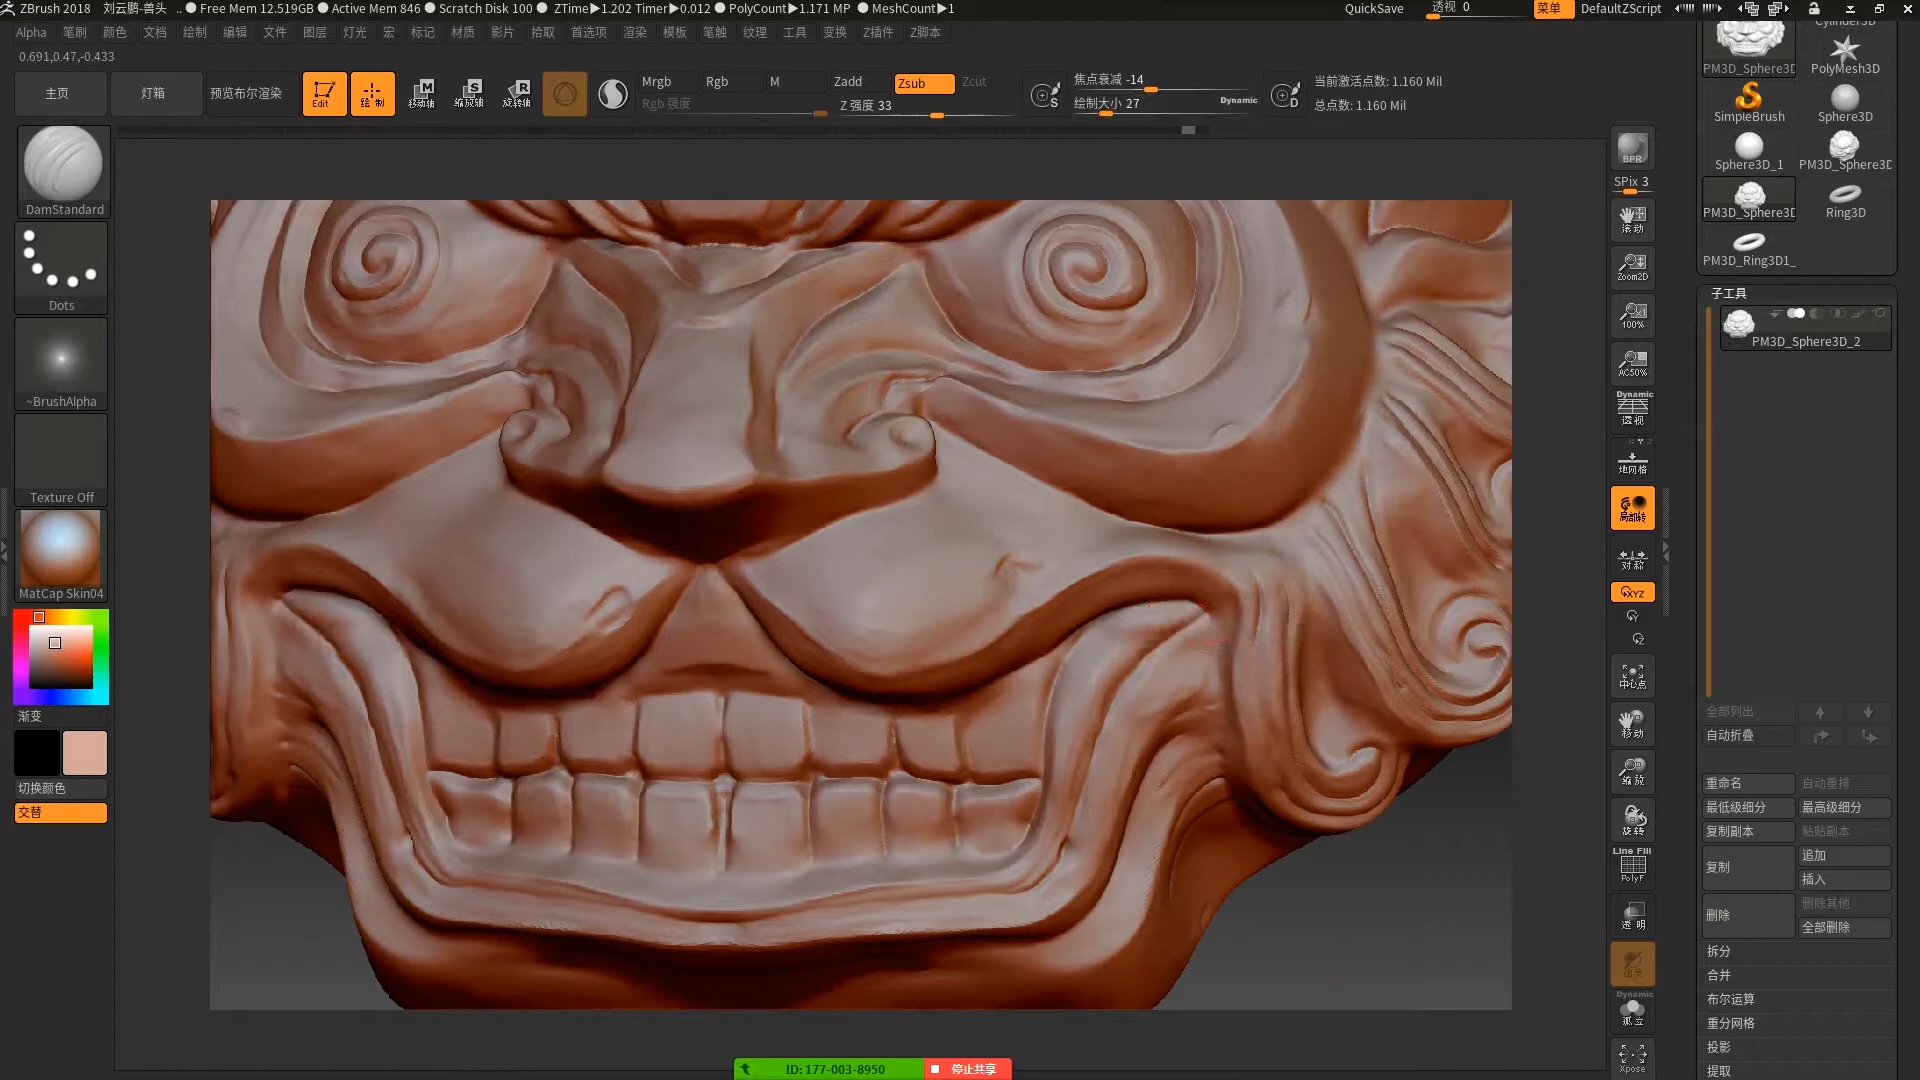 ZBrush 2018 刘云鹏-兽头 .. ● Free Mem 12.519GB ● Active Mem 846 ● Scratch Disk 100 ● ZTime▶1.202 Timer▶0.012 ● PolyCount▶1.171 MP ● MeshCount▶1
QuickSave 透视 0 菜单 DefaultZScript
Alpha 笔刷 颜色 文档 绘制 编辑 文件 图层 灯光 宏 标记 材质 影片 拾取 首选项 渲染 模板 笔触 纹理 工具 变换 Z插件 Z脚本
0.691,0.47,-0.433
主页 灯箱 预览布尔渲染
Edit 绘制 移动轴 缩放轴 旋转轴
Mrgb Rgb M Zadd Zsub Zcut
Rgb 强度 Z 强度 33
焦点衰减 -14
绘制大小 27 Dynamic
当前激活点数: 1.160 Mil
总点数: 1.160 Mil
DamStandard
Dots
~BrushAlpha
Texture Off
MatCap Skin04
渐变
切换颜色
交替
BPR
SPix 3
滚动
Zoom2D
100%
AC50%
Dynamic
透视
地网格
局部转
对称
XYZ
Y
Z
中心点
移动
缩放
旋转
Line Fill
PolyF
透明
Dynamic
孤立
Xpose
Cylinder3D
PM3D_Sphere3D PolyMesh3D
SimpleBrush Sphere3D
Sphere3D_1 PM3D_Sphere3D
PM3D_Sphere3D Ring3D
PM3D_Ring3D1_
子工具
PM3D_Sphere3D_2
全部列出
自动折叠
重命名 自动重排
最低级细分 最高级细分
复制副本 粘贴副本
复制 追加
插入
删除 删除其他
全部删除
拆分
合并
布尔运算
重分网格
投影
提取
ID: 177-003-8950 停止共享